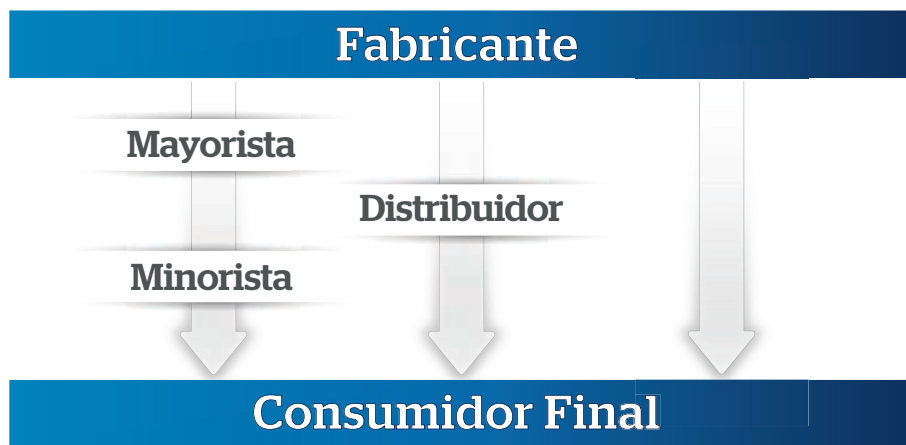 Fabricante
Mayorista
Distribuidor
Minorista
Consumidor Final